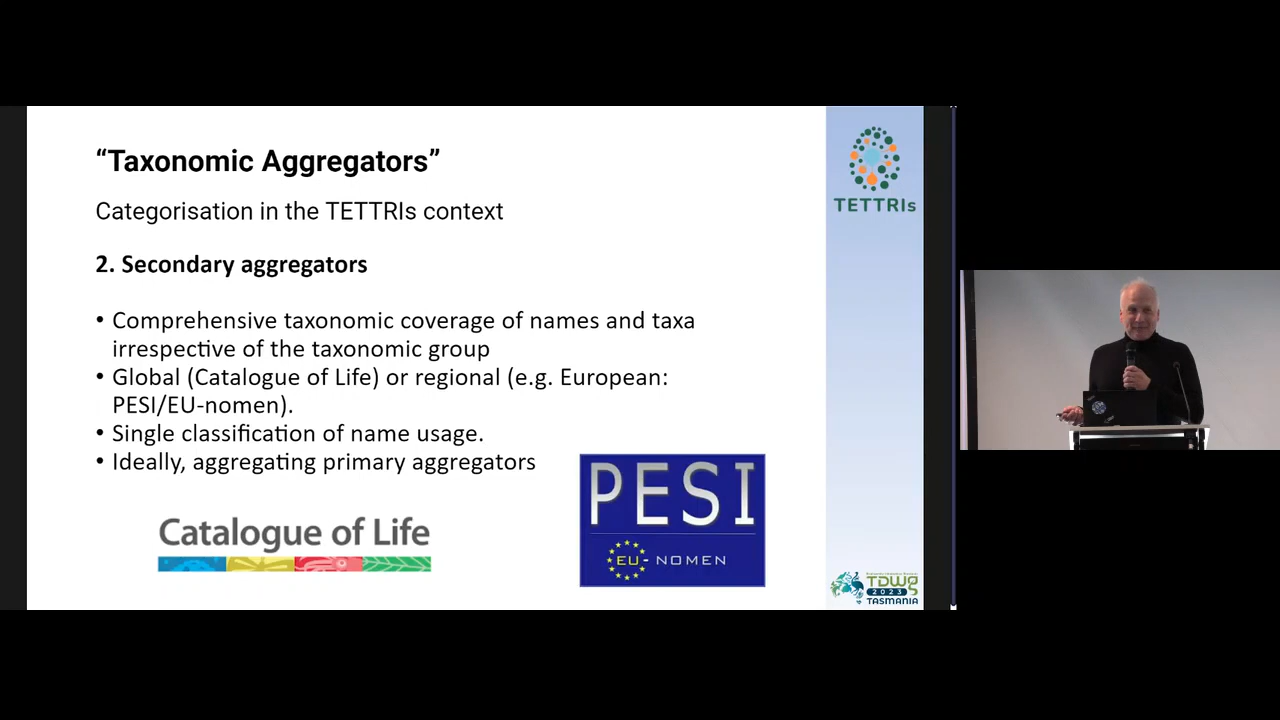 “Taxonomic Aggregators”
Categorisation in the TETTRIs context
2. Secondary aggregators
• Comprehensive taxonomic coverage of names and taxa
irrespective of the taxonomic group
• Global (Catalogue of Life) or regional (e.g. European:
PESI/EU-nomen).
• Single classification of name usage.
• Ideally, aggregating primary aggregators
Catalogue of Life
PESI
EU-NOMEN
TETTRIs
TDWG
2023
TASMANIA